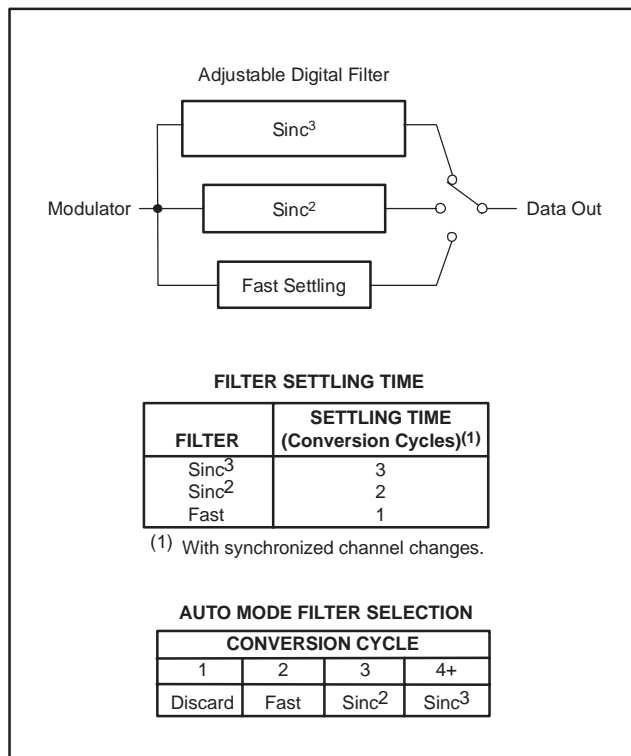 Adjustable Digital Filter
Sinc³
Modulator
Sinc²
Data Out
Fast Settling
FILTER SETTLING TIME
FILTER
SETTLING TIME
(Conversion Cycles)(1)
Sinc³ 3
Sinc² 2
Fast 1
(1) With synchronized channel changes.
AUTO MODE FILTER SELECTION
CONVERSION CYCLE
1 2 3 4+
Discard Fast Sinc² Sinc³